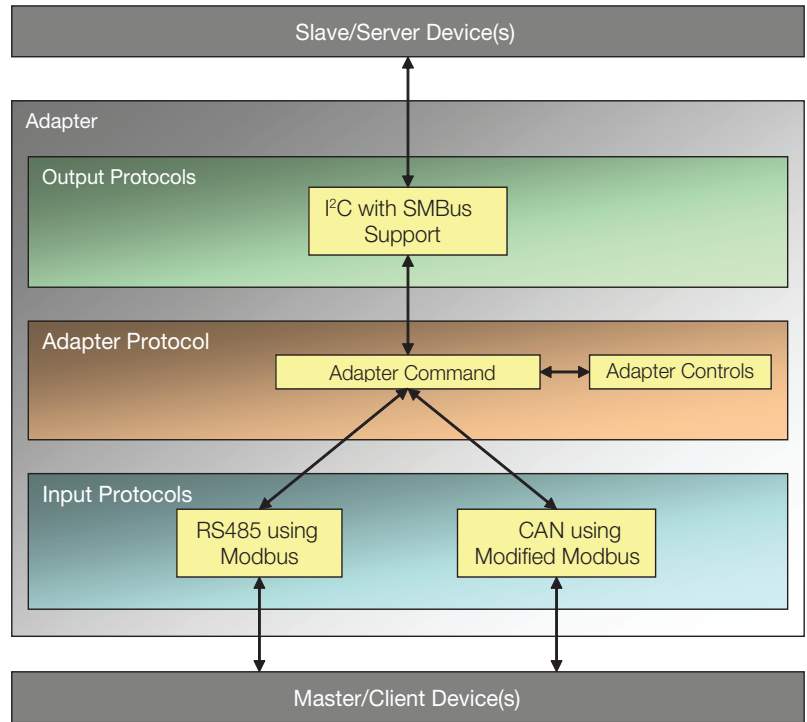 Slave/Server Device(s)
Adapter
Output Protocols
I²C with SMBus
Support
Adapter Protocol
Adapter Command
Adapter Controls
Input Protocols
RS485 using
Modbus
CAN using
Modified Modbus
Master/Client Device(s)